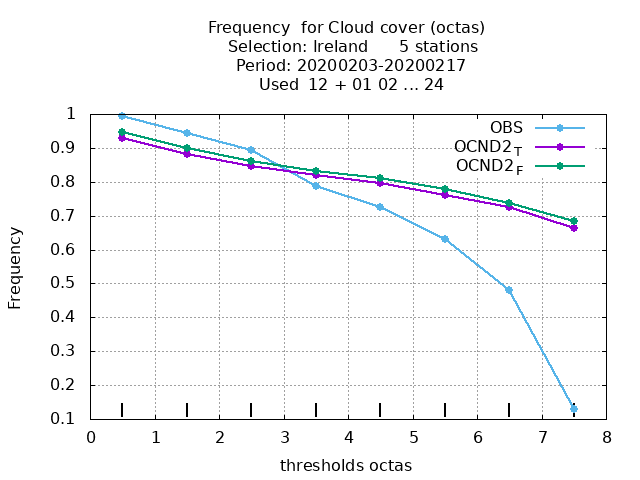 Frequency  for Cloud cover (octas)
Selection: Ireland      5 stations
Period: 20200203-20200217
Used  12 + 01 02 ... 24
OBS
OCND2 T
OCND2 F
1
0.9
0.8
0.7
0.6
0.5
0.4
0.3
0.2
0.1
Frequency
0 1 2 3 4 5 6 7 8
thresholds octas